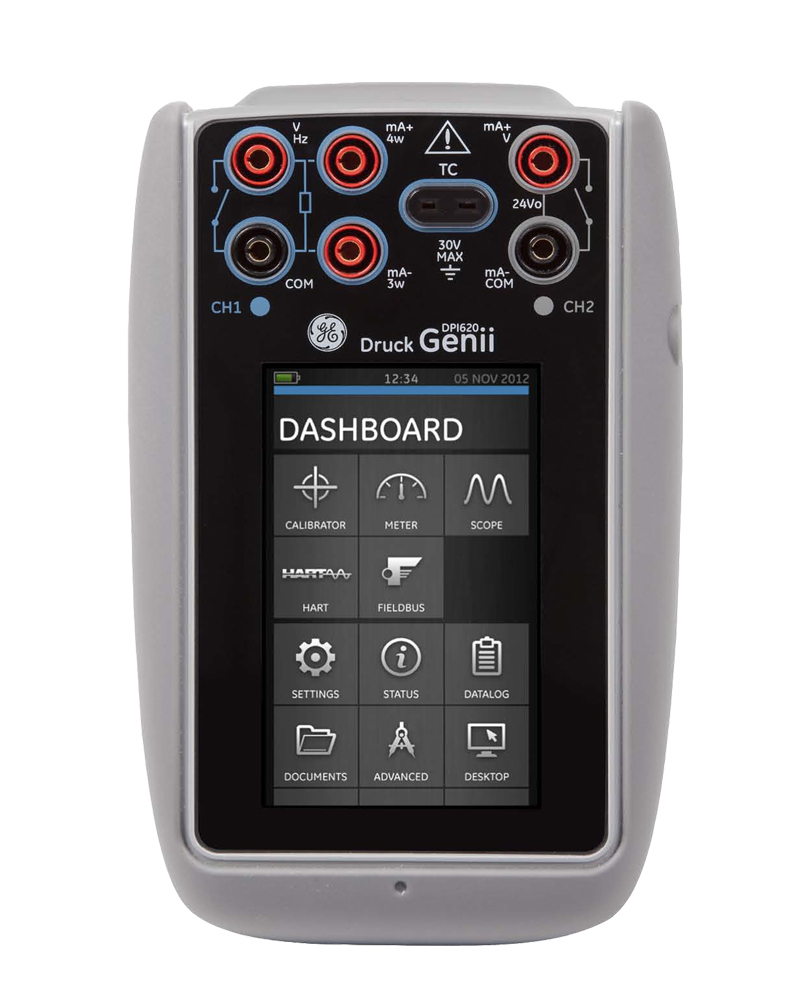 V
Hz
mA+
4w
mA+
V
TC
24Vo
30V
MAX
COM
mA-
3w
mA-
COM
CH1
CH2
GE
DPI620
Druck Genii
12:34 05 NOV 2012
DASHBOARD
CALIBRATOR METER SCOPE
HART
HART FIELDBUS
SETTINGS STATUS DATALOG
DOCUMENTS ADVANCED DESKTOP